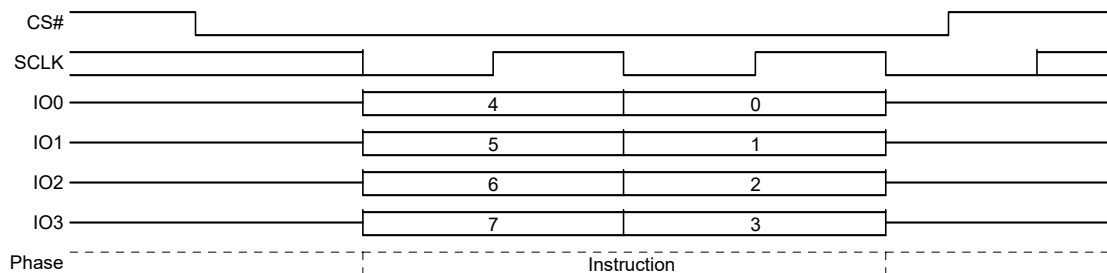 CS#
SCLK
IO0 4 0
IO1 5 1
IO2 6 2
IO3 7 3
Phase Instruction